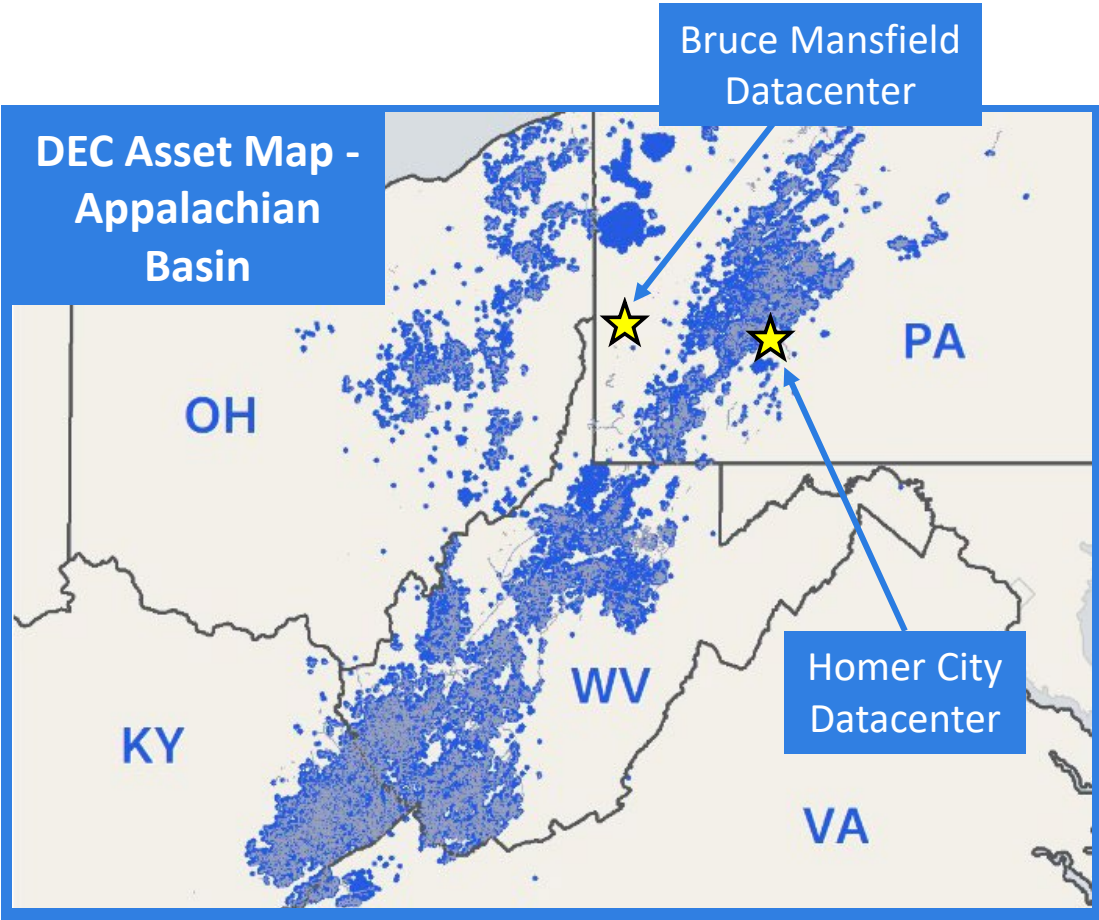 Bruce Mansfield
Datacenter
DEC Asset Map -
Appalachian
Basin
PA
OH
WV
Homer City
Datacenter
KY
VA